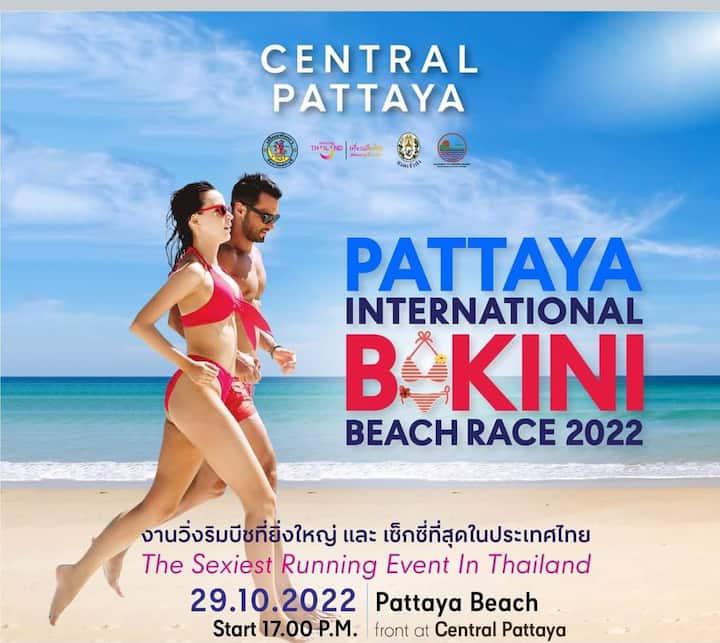 CENTRAL
PATTAYA
THAILAND
PATTAYA
INTERNATIONAL
BIKINI
BEACH RACE 2022
งานวิ่งริมบีชที่ยิ่งใหญ่ และ เซ็กซี่ที่สุดในประเทศไทย
The Sexiest Running Event In Thailand
29.10.2022
Start 17.00 P.M.
Pattaya Beach
front at Central Pattaya